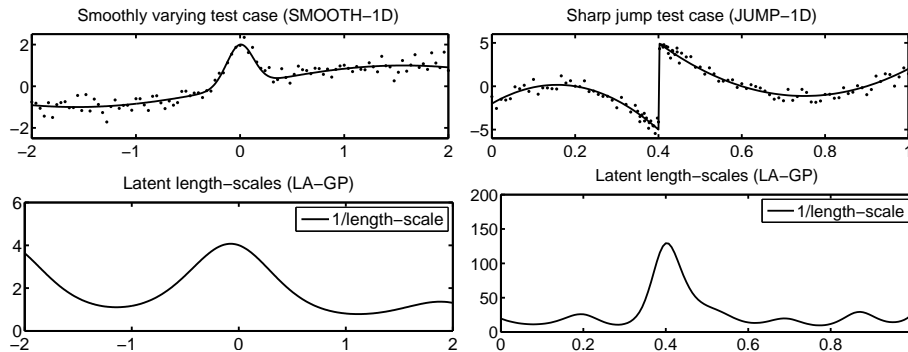 Smoothly varying test case (SMOOTH−1D)
2
0
−2
−2 −1 0 1 2
Sharp jump test case (JUMP−1D)
5
0
−5
0 0.2 0.4 0.6 0.8 1
Latent length−scales (LA−GP)
6
4
2
0
1/length−scale
−2 −1 0 1 2
Latent length−scales (LA−GP)
200
150
100
50
0
1/length−scale
0 0.2 0.4 0.6 0.8 1